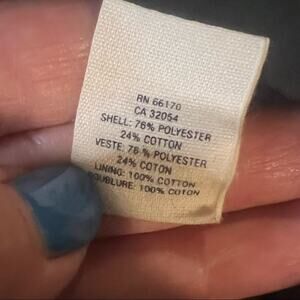 RN 66170
CA 32054
SHELL: 76% POLYESTER
24% COTTON
VESTE: 76% POLYESTER
24% COTON
LINING: 100% COTTON
DOUBLURE: 100% COTON